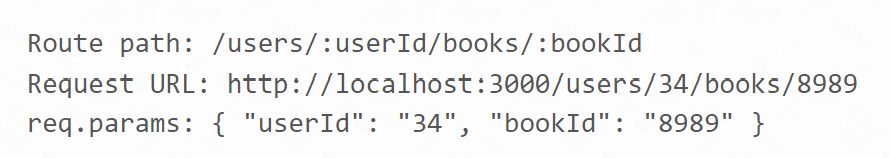 Route path: /users/:userId/books/:bookId
Request URL: http://localhost:3000/users/34/books/8989
req.params: { "userId": "34", "bookId": "8989" }